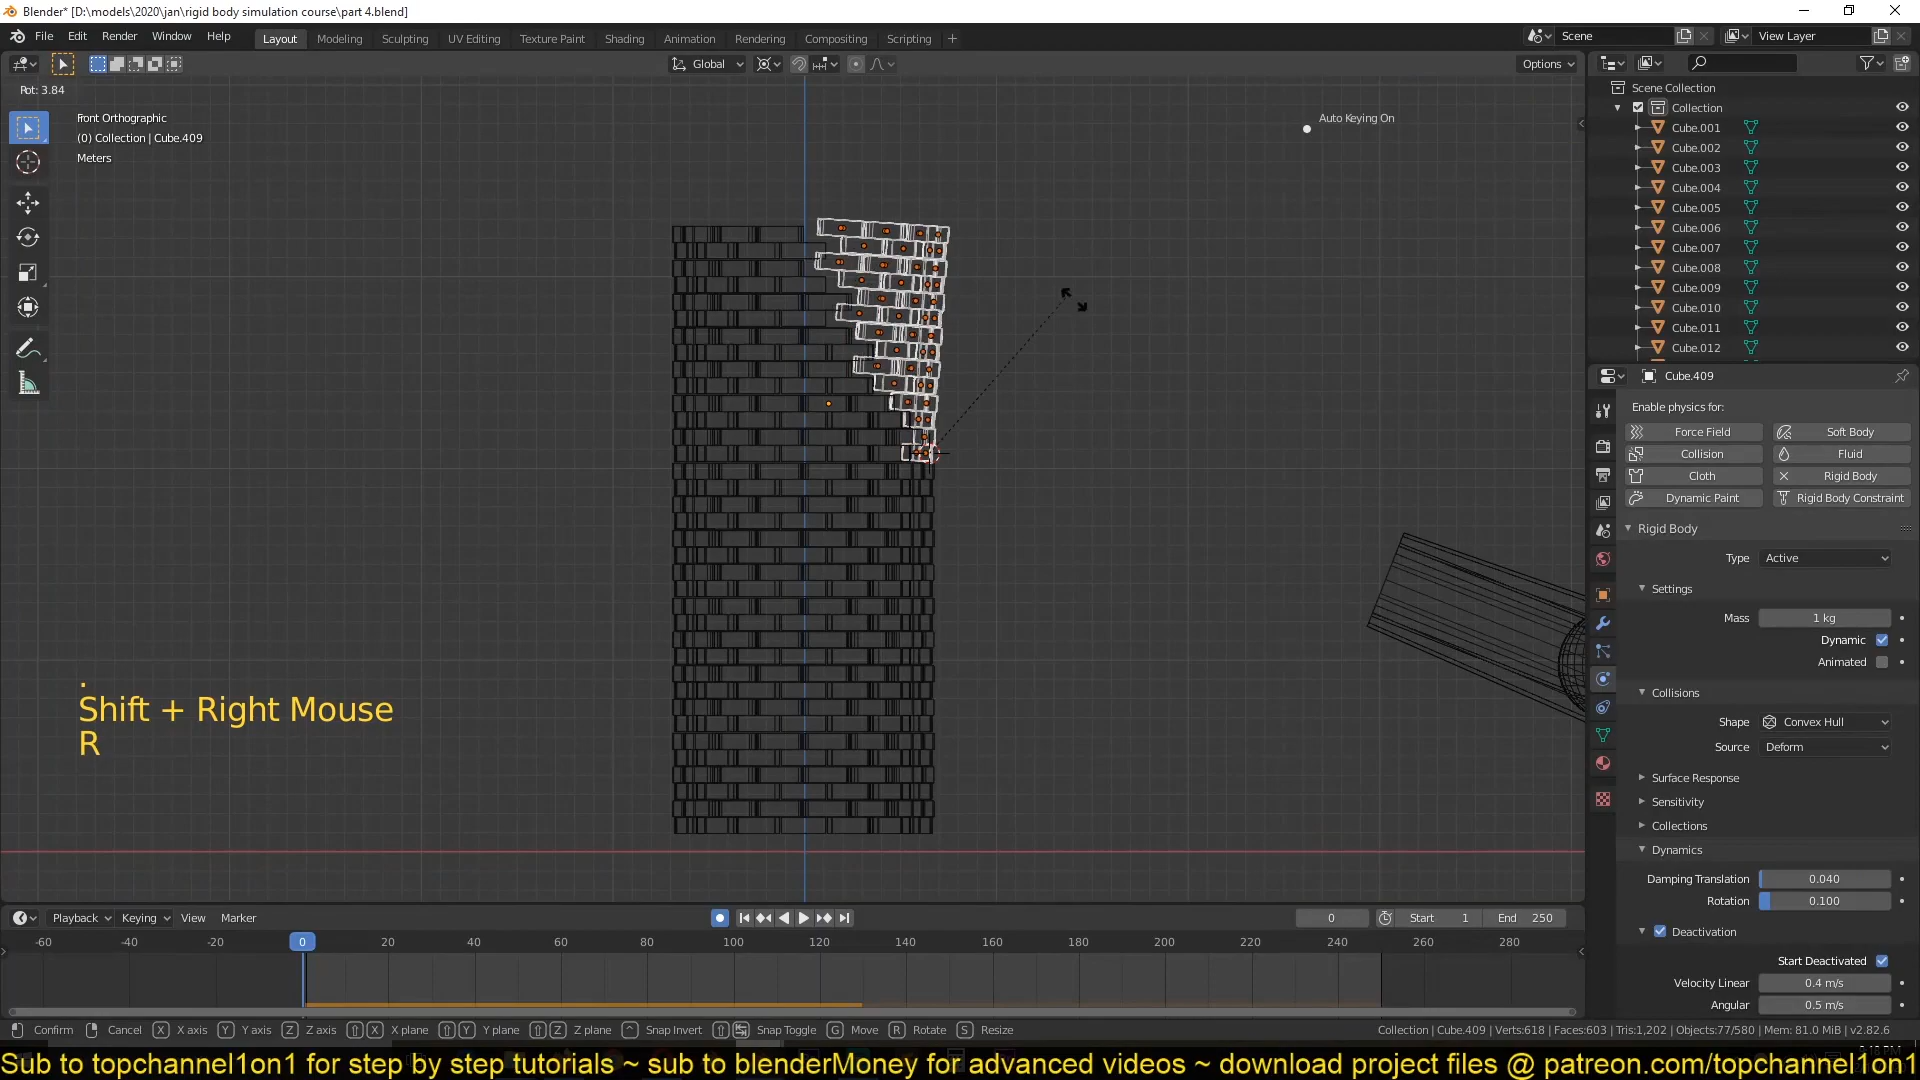 Blender* [D:\models\2020\jan\rigid body simulation course\part 4.blend]
File Edit Render Window Help Layout Modeling Sculpting UV Editing Texture Paint Shading Animation Rendering Compositing Scripting + Scene View Layer
Global Options
Rot: 3.84
Front Orthographic
(0) Collection | Cube.409
Meters
Auto Keying On
Scene Collection
Collection
Cube.001
Cube.002
Cube.003
Cube.004
Cube.005
Cube.006
Cube.007
Cube.008
Cube.009
Cube.010
Cube.011
Cube.012
Cube.409
Enable physics for:
Force Field Soft Body
Collision Fluid
Cloth Rigid Body
Dynamic Paint Rigid Body Constraint
Rigid Body
Type Active
Settings
Mass 1 kg
Dynamic
Animated
Collisions
Shape Convex Hull
Source Deform
Surface Response
Sensitivity
Collections
Dynamics
Damping Translation 0.040
Rotation 0.100
Deactivation
Start Deactivated
Velocity Linear 0.4 m/s
Angular 0.5 m/s
.
Shift + Right Mouse
R
Playback Keying View Marker 0 Start 1 End 250
-60 -40 -20 0 20 40 60 80 100 120 140 160 180 200 220 240 260 280
Confirm Cancel X X axis Y Y axis Z Z axis X X plane Y Y plane Z Z plane ^ Snap Invert Snap Toggle G Move R Rotate S Resize Collection | Cube.409 | Verts:618 | Faces:603 | Tris:1,202 | Objects:77/580 | Mem: 81.0 MiB | v2.82.6
Sub to topchannel1on1 for step by step tutorials ~ sub to blenderMoney for advanced videos ~ download project files @ patreon.com/topchannel1on1